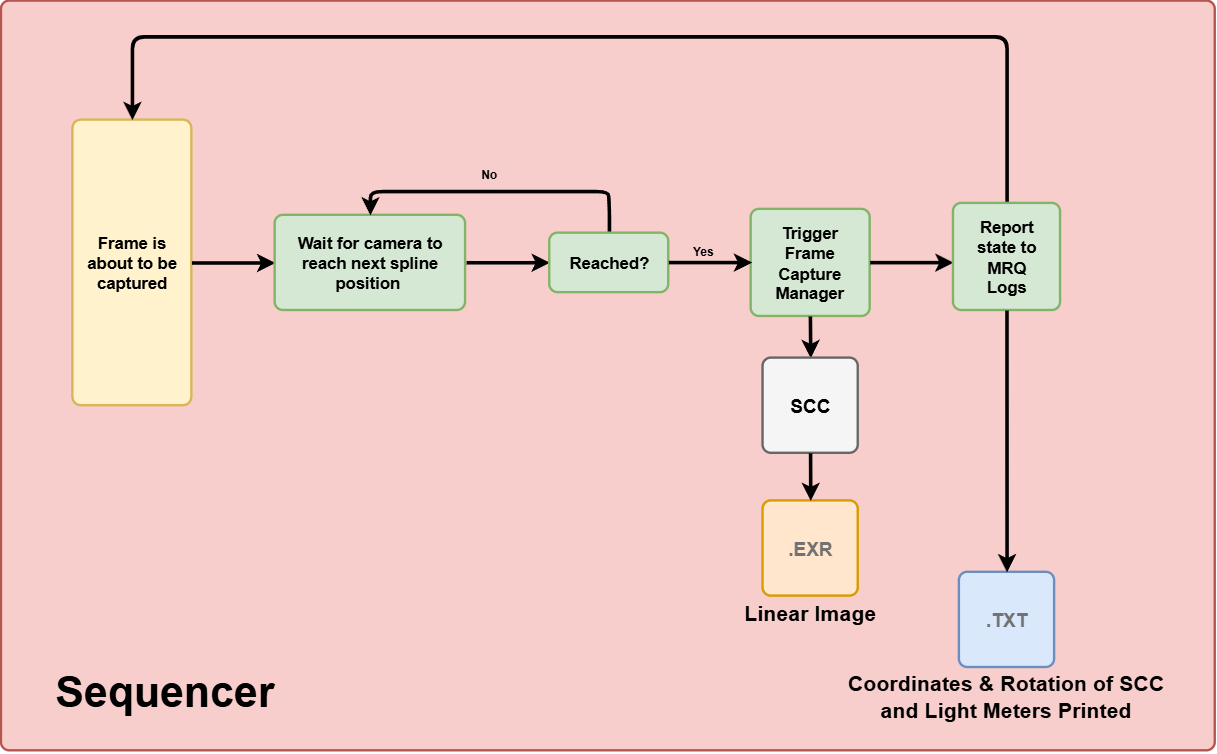 No
Frame is
about to be
captured
Wait for camera to
reach next spline
position
Reached?
Yes
Trigger
Frame
Capture
Manager
Report
state to
MRQ
Logs
SCC
.EXR
Linear Image
.TXT
Coordinates & Rotation of SCC
and Light Meters Printed
Sequencer